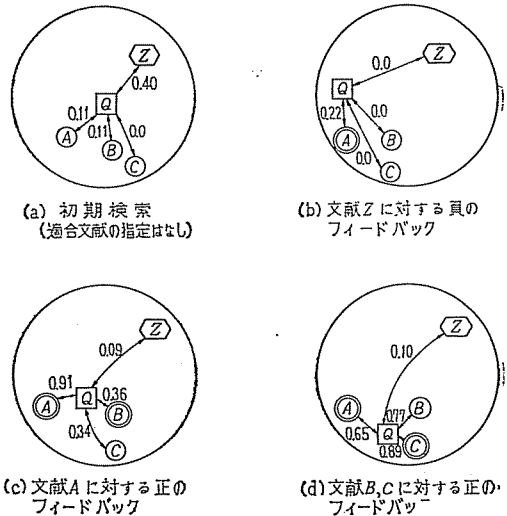 Z
0.40
Q
0.11
A
0.11
B
0.0
C
(a) 初期検索
(適合文献の指定はなし)
Z
0.0
Q
0.22
0.0
A
B
0.0
C
(b) 文献Zに対する負の
フィードバック
Z
0.09
0.91
Q
0.36
A
B
0.34
C
(c) 文献Aに対する正の
フィードバック
Z
0.10
A
0.77
B
Q
0.65
0.89
C
(d) 文献B,Cに対する正の
フィードバッ